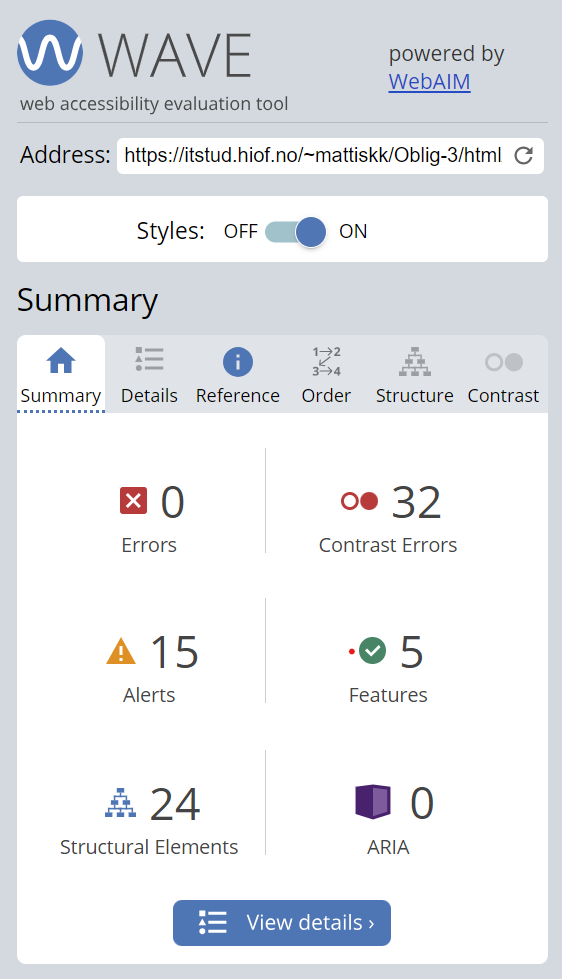 WAVE
powered by
WebAIM
web accessibility evaluation tool
Address: https://itstud.hiof.no/~mattiskk/Oblig-3/html
Styles: OFF ON
Summary
1→2
3→4
Summary Details Reference Order Structure Contrast
0 32
Errors Contrast Errors
15 5
Alerts Features
24 0
Structural Elements ARIA
View details ›